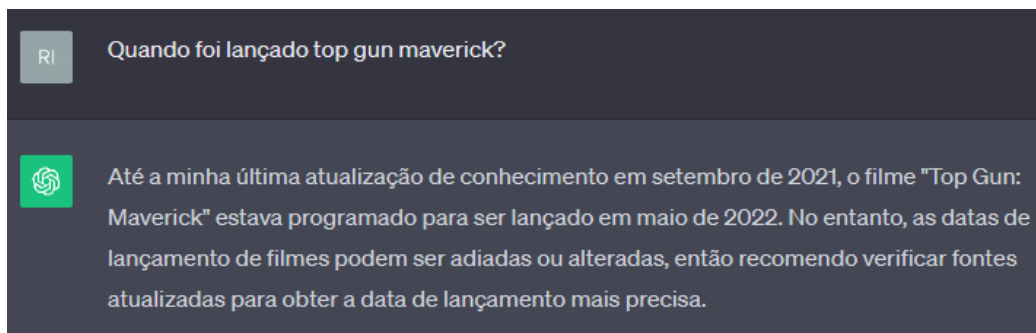 RI
Quando foi lançado top gun maverick?
Até a minha última atualização de conhecimento em setembro de 2021, o filme "Top Gun:
Maverick" estava programado para ser lançado em maio de 2022. No entanto, as datas de
lançamento de filmes podem ser adiadas ou alteradas, então recomendo verificar fontes
atualizadas para obter a data de lançamento mais precisa.